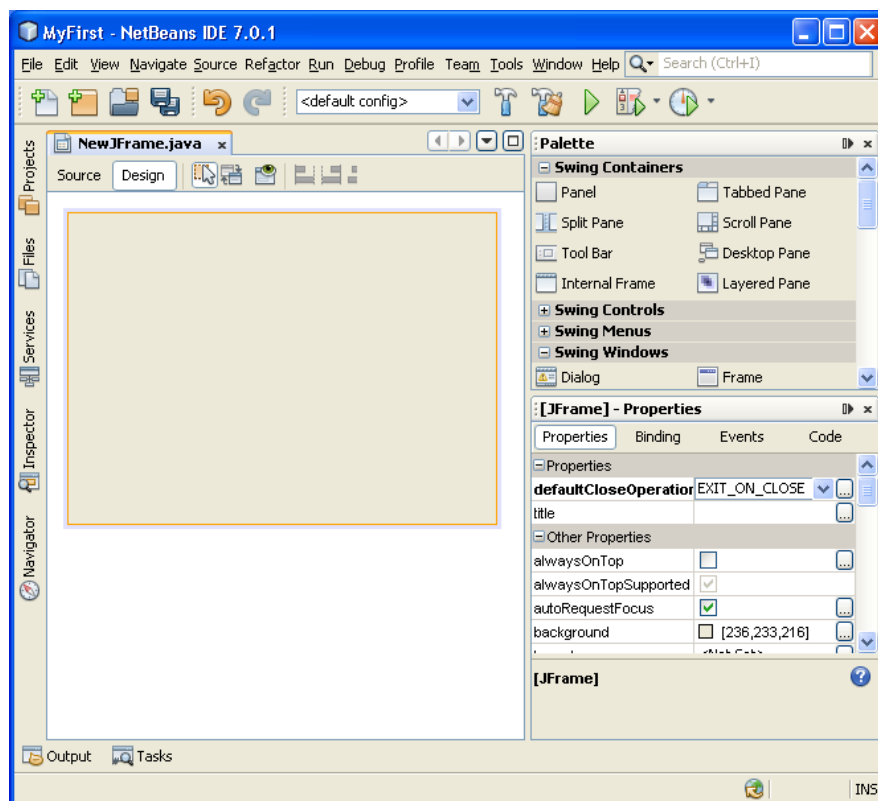 MyFirst - NetBeans IDE 7.0.1
File Edit View Navigate Source Refactor Run Debug Profile Team Tools Window Help Search (Ctrl+I)
<default config>
Projects
Files
Services
Inspector
Navigator
NewJFrame.java x
Source Design
Palette
Swing Containers
Panel Tabbed Pane
Split Pane Scroll Pane
Tool Bar Desktop Pane
Internal Frame Layered Pane
Swing Controls
Swing Menus
Swing Windows
Dialog Frame
[JFrame] - Properties
Properties Binding Events Code
Properties
defaultCloseOperation EXIT_ON_CLOSE
title
Other Properties
alwaysOnTop
alwaysOnTopSupported
autoRequestFocus
background [236,233,216]
[JFrame]
Output Tasks
INS